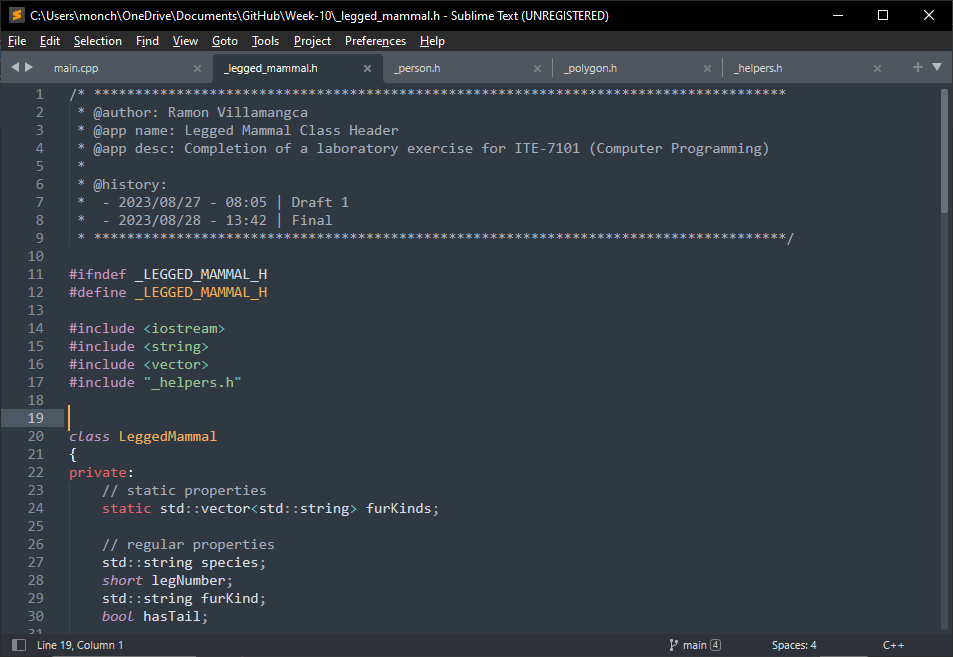 C:\Users\monch\OneDrive\Documents\GitHub\Week-10\_legged_mammal.h - Sublime Text (UNREGISTERED)
File Edit Selection Find View Goto Tools Project Preferences Help
main.cpp _legged_mammal.h _person.h _polygon.h _helpers.h
1 /* ************************************************************************************
2 * @author: Ramon Villamangca
3 * @app name: Legged Mammal Class Header
4 * @app desc: Completion of a laboratory exercise for ITE-7101 (Computer Programming)
5 *
6 * @history:
7 *  - 2023/08/27 - 08:05 | Draft 1
8 *  - 2023/08/28 - 13:42 | Final
9 * ************************************************************************************/
10
11 #ifndef _LEGGED_MAMMAL_H
12 #define _LEGGED_MAMMAL_H
13
14 #include <iostream>
15 #include <string>
16 #include <vector>
17 #include "_helpers.h"
18
19
20 class LeggedMammal
21 {
22 private:
23     // static properties
24     static std::vector<std::string> furKinds;
25
26     // regular properties
27     std::string species;
28     short legNumber;
29     std::string furKind;
30     bool hasTail;
31
Line 19, Column 1 main 4 Spaces: 4 C++